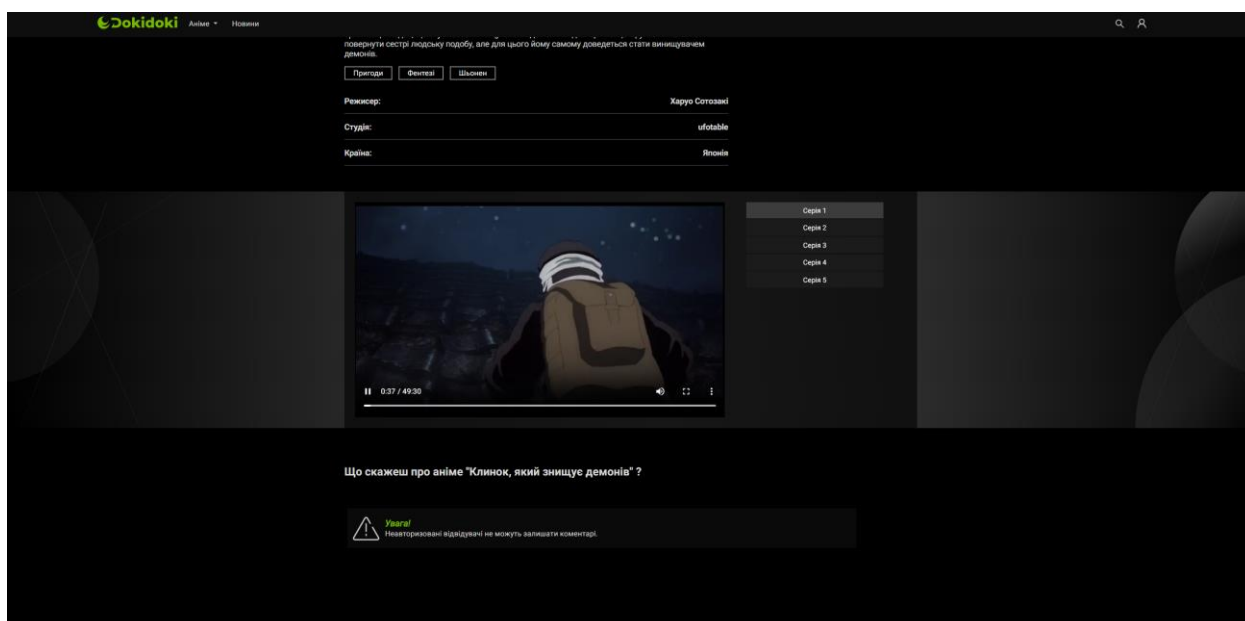 Dokidoki Аніме Новини
повернути сестрі людську подобу, але для цього йому самому доведеться стати винищувачем
демонів.
Пригоди Фентезі Шьонен
Режисер: Харуо Сотозакі
Студія: ufotable
Країна: Японія
Серія 1
Серія 2
Серія 3
Серія 4
Серія 5
0:37 / 49:30
Що скажеш про аніме "Клинок, який знищує демонів" ?
Увага!
Неавторизовані відвідувачі не можуть залишати коментарі.